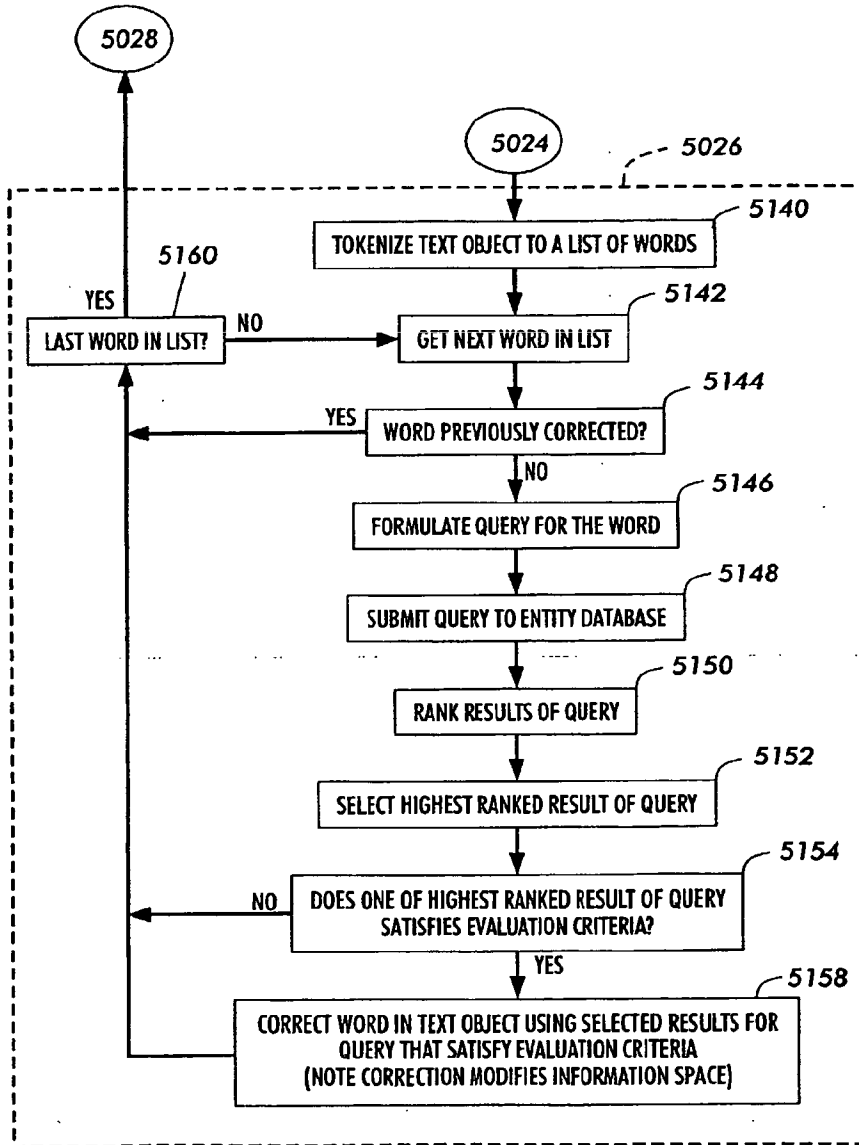 5028
5024
5026
5140
TOKENIZE TEXT OBJECT TO A LIST OF WORDS
5160
5142
YES
LAST WORD IN LIST?
NO
GET NEXT WORD IN LIST
5144
YES
WORD PREVIOUSLY CORRECTED?
NO
5146
FORMULATE QUERY FOR THE WORD
5148
SUBMIT QUERY TO ENTITY DATABASE
5150
RANK RESULTS OF QUERY
5152
SELECT HIGHEST RANKED RESULT OF QUERY
5154
NO
DOES ONE OF HIGHEST RANKED RESULT OF QUERY
SATISFIES EVALUATION CRITERIA?
YES
5158
CORRECT WORD IN TEXT OBJECT USING SELECTED RESULTS FOR
QUERY THAT SATISFY EVALUATION CRITERIA
(NOTE CORRECTION MODIFIES INFORMATION SPACE)